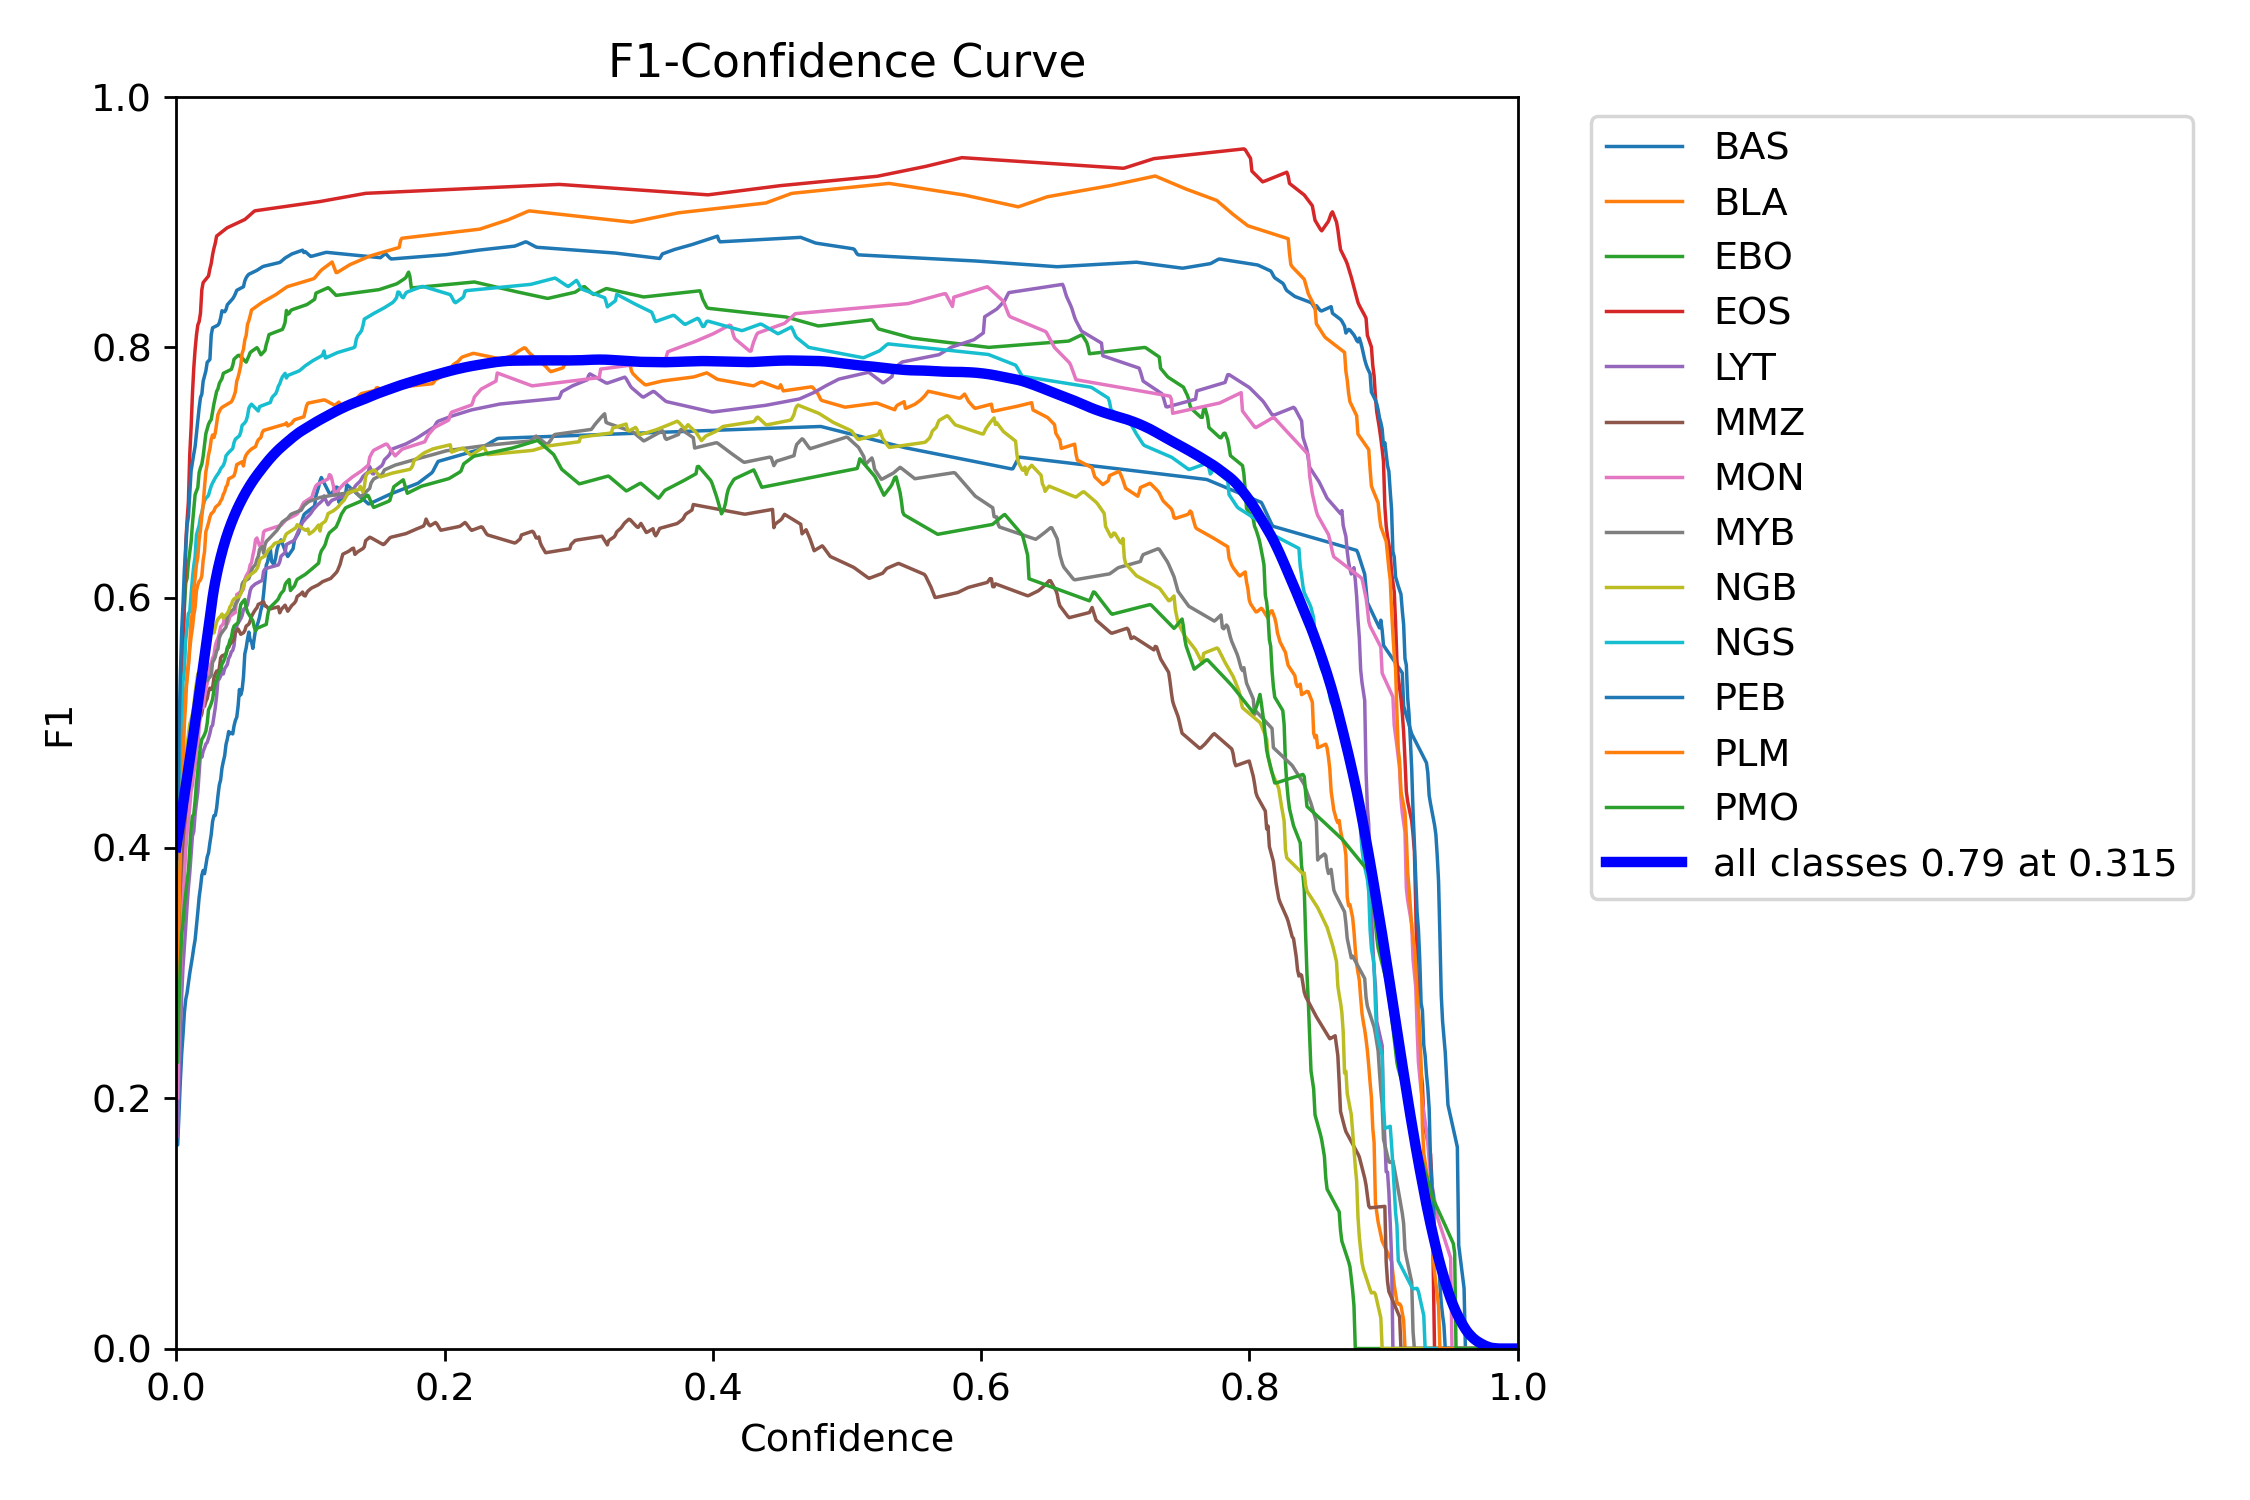 F1-Confidence Curve
1.0
0.8
0.6
0.4
0.2
0.0
F1
0.0 0.2 0.4 0.6 0.8 1.0
Confidence
BAS
BLA
EBO
EOS
LYT
MMZ
MON
MYB
NGB
NGS
PEB
PLM
PMO
all classes 0.79 at 0.315